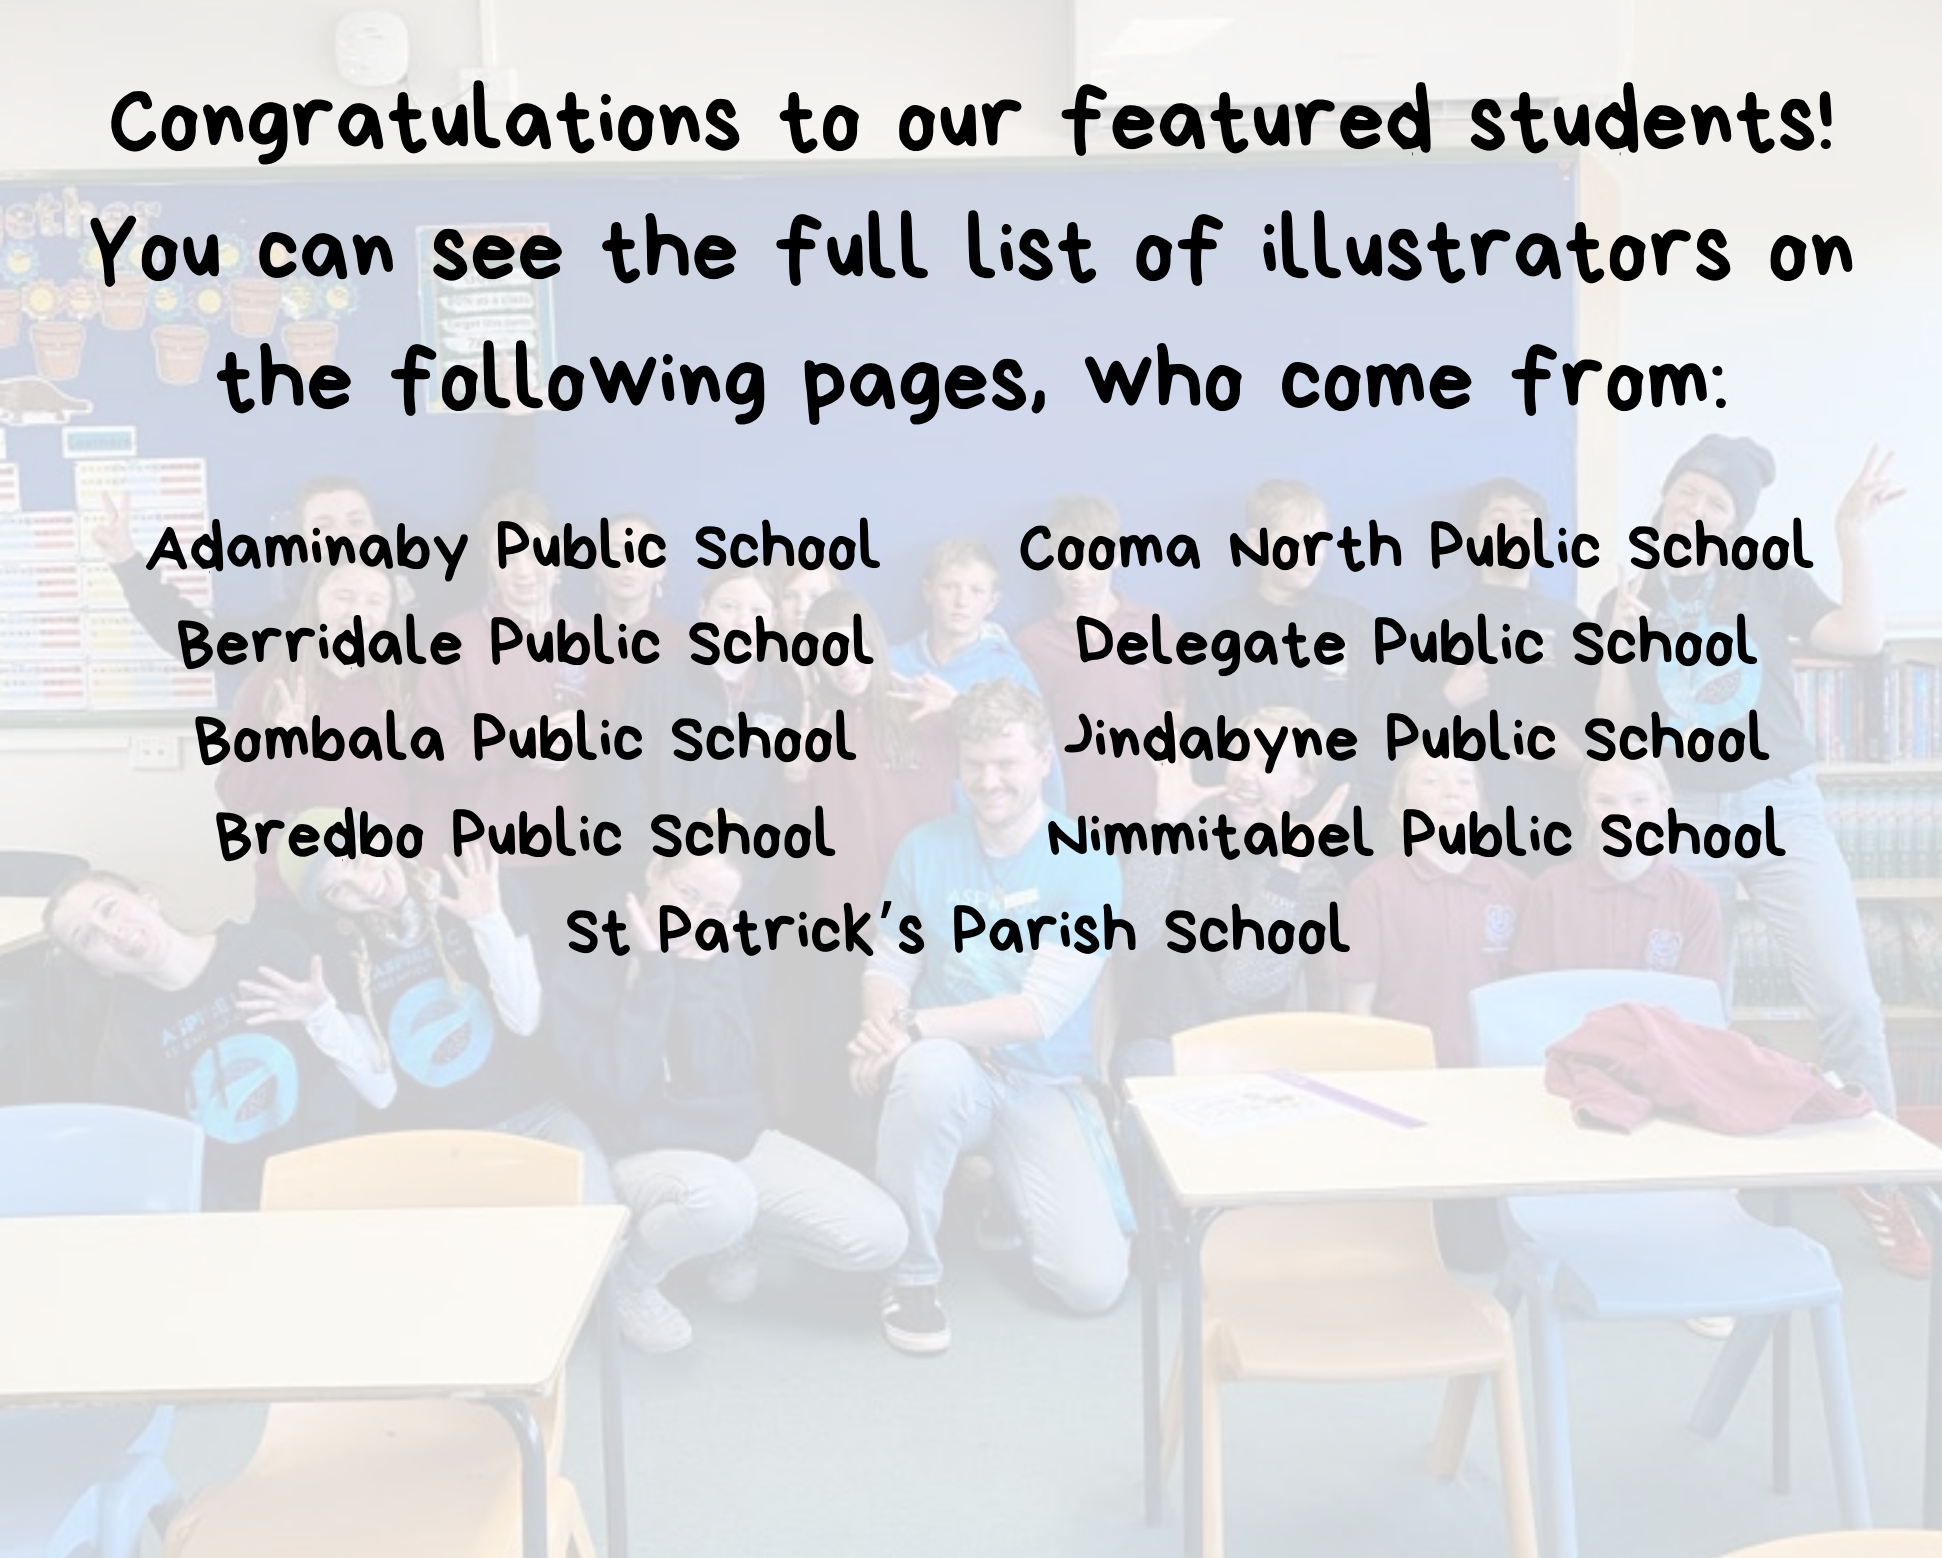 Congratulations to our featured students!
You can see the full list of illustrators on
the following pages, who come from:
Adaminaby Public School
Berridale Public School
Bombala Public School
Bredbo Public School
Cooma North Public School
Delegate Public School
Jindabyne Public School
Nimmitabel Public School
St Patrick's Parish School